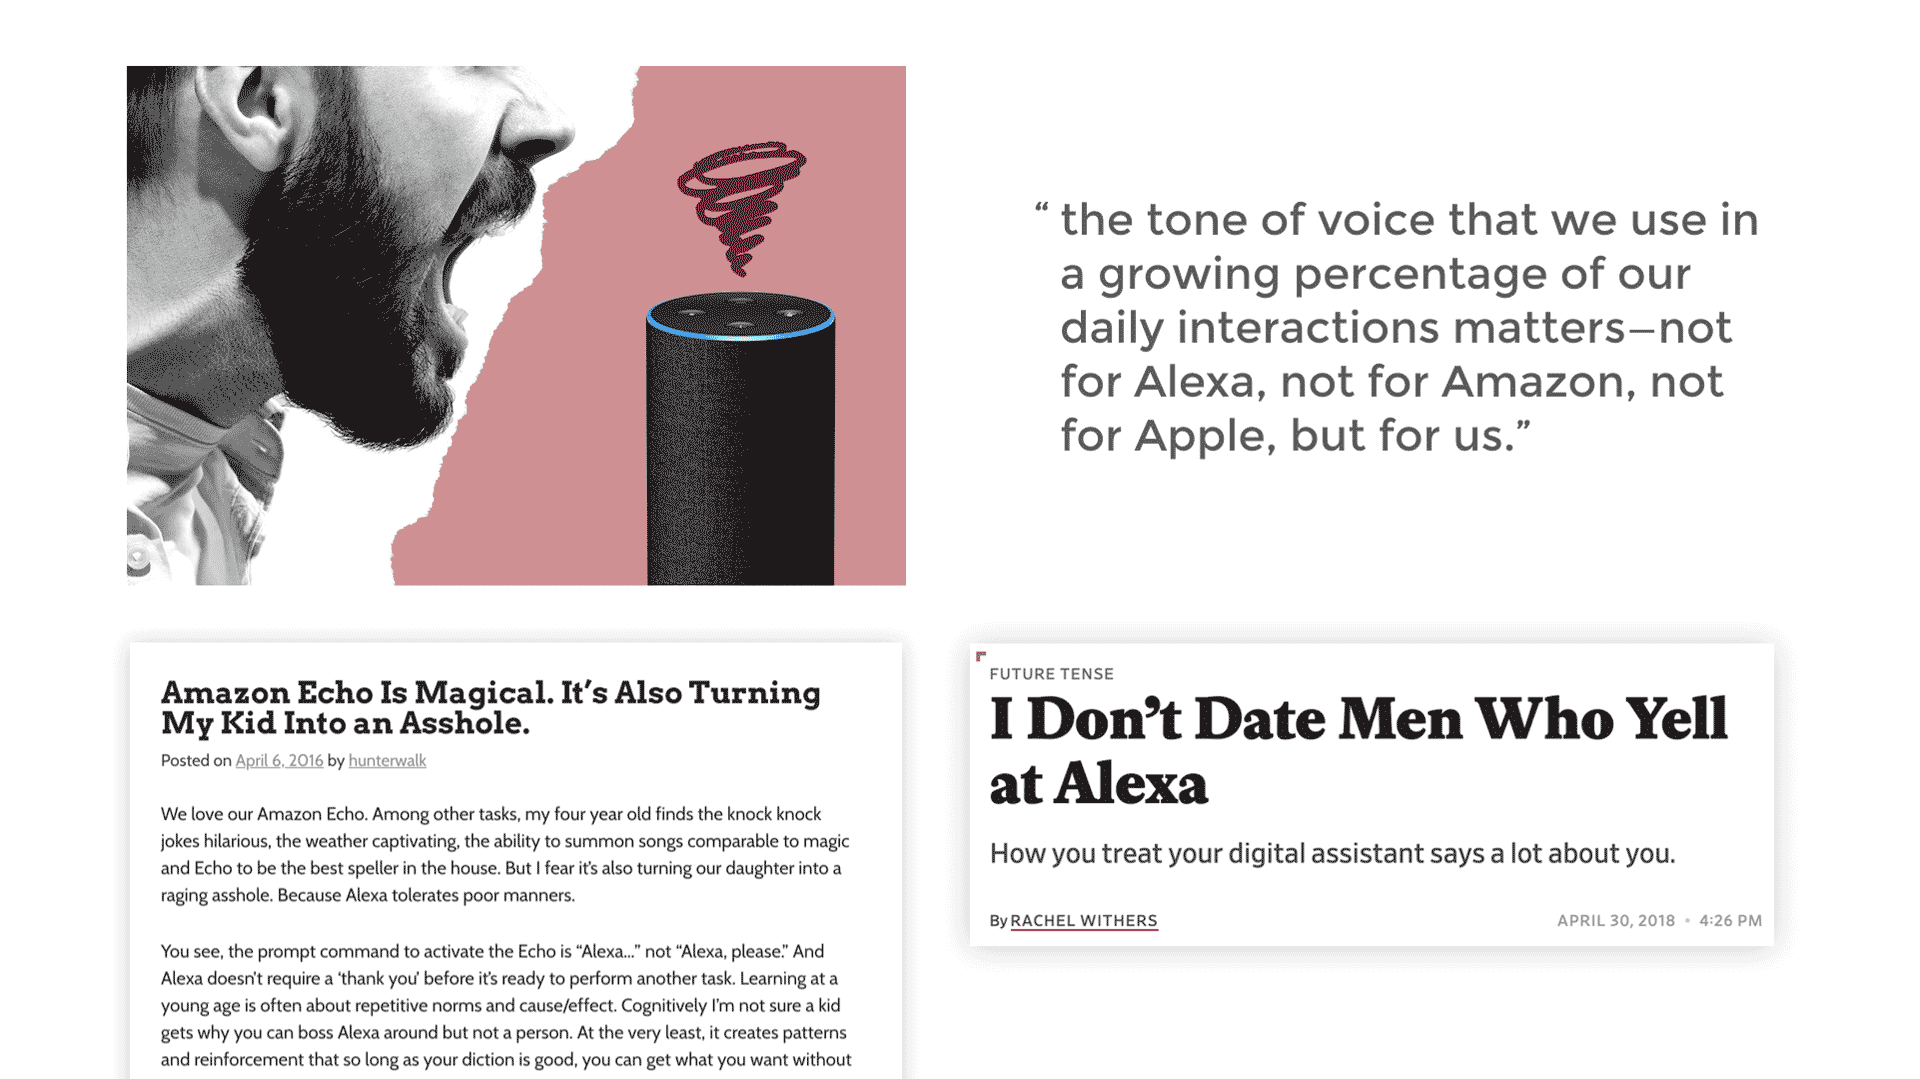 “ the tone of voice that we use in
a growing percentage of our
daily interactions matters—not
for Alexa, not for Amazon, not
for Apple, but for us.”
Amazon Echo Is Magical. It’s Also Turning
My Kid Into an Asshole.
Posted on April 6, 2016 by hunterwalk
We love our Amazon Echo. Among other tasks, my four year old finds the knock knock
jokes hilarious, the weather captivating, the ability to summon songs comparable to magic
and Echo to be the best speller in the house. But I fear it’s also turning our daughter into a
raging asshole. Because Alexa tolerates poor manners.
You see, the prompt command to activate the Echo is “Alexa…” not “Alexa, please.” And
Alexa doesn’t require a ‘thank you’ before it’s ready to perform another task. Learning at a
young age is often about repetitive norms and cause/effect. Cognitively I’m not sure a kid
gets why you can boss Alexa around but not a person. At the very least, it creates patterns
and reinforcement that so long as your diction is good, you can get what you want without
FUTURE TENSE
I Don’t Date Men Who Yell
at Alexa
How you treat your digital assistant says a lot about you.
By RACHEL WITHERS APRIL 30, 2018 • 4:26 PM